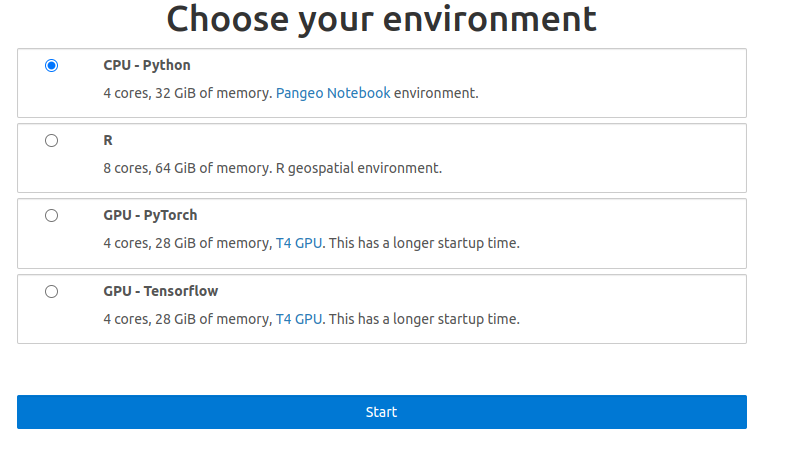 Choose your environment
CPU - Python
4 cores, 32 GiB of memory. Pangeo Notebook environment.
R
8 cores, 64 GiB of memory. R geospatial environment.
GPU - PyTorch
4 cores, 28 GiB of memory, T4 GPU. This has a longer startup time.
GPU - Tensorflow
4 cores, 28 GiB of memory, T4 GPU. This has a longer startup time.
Start